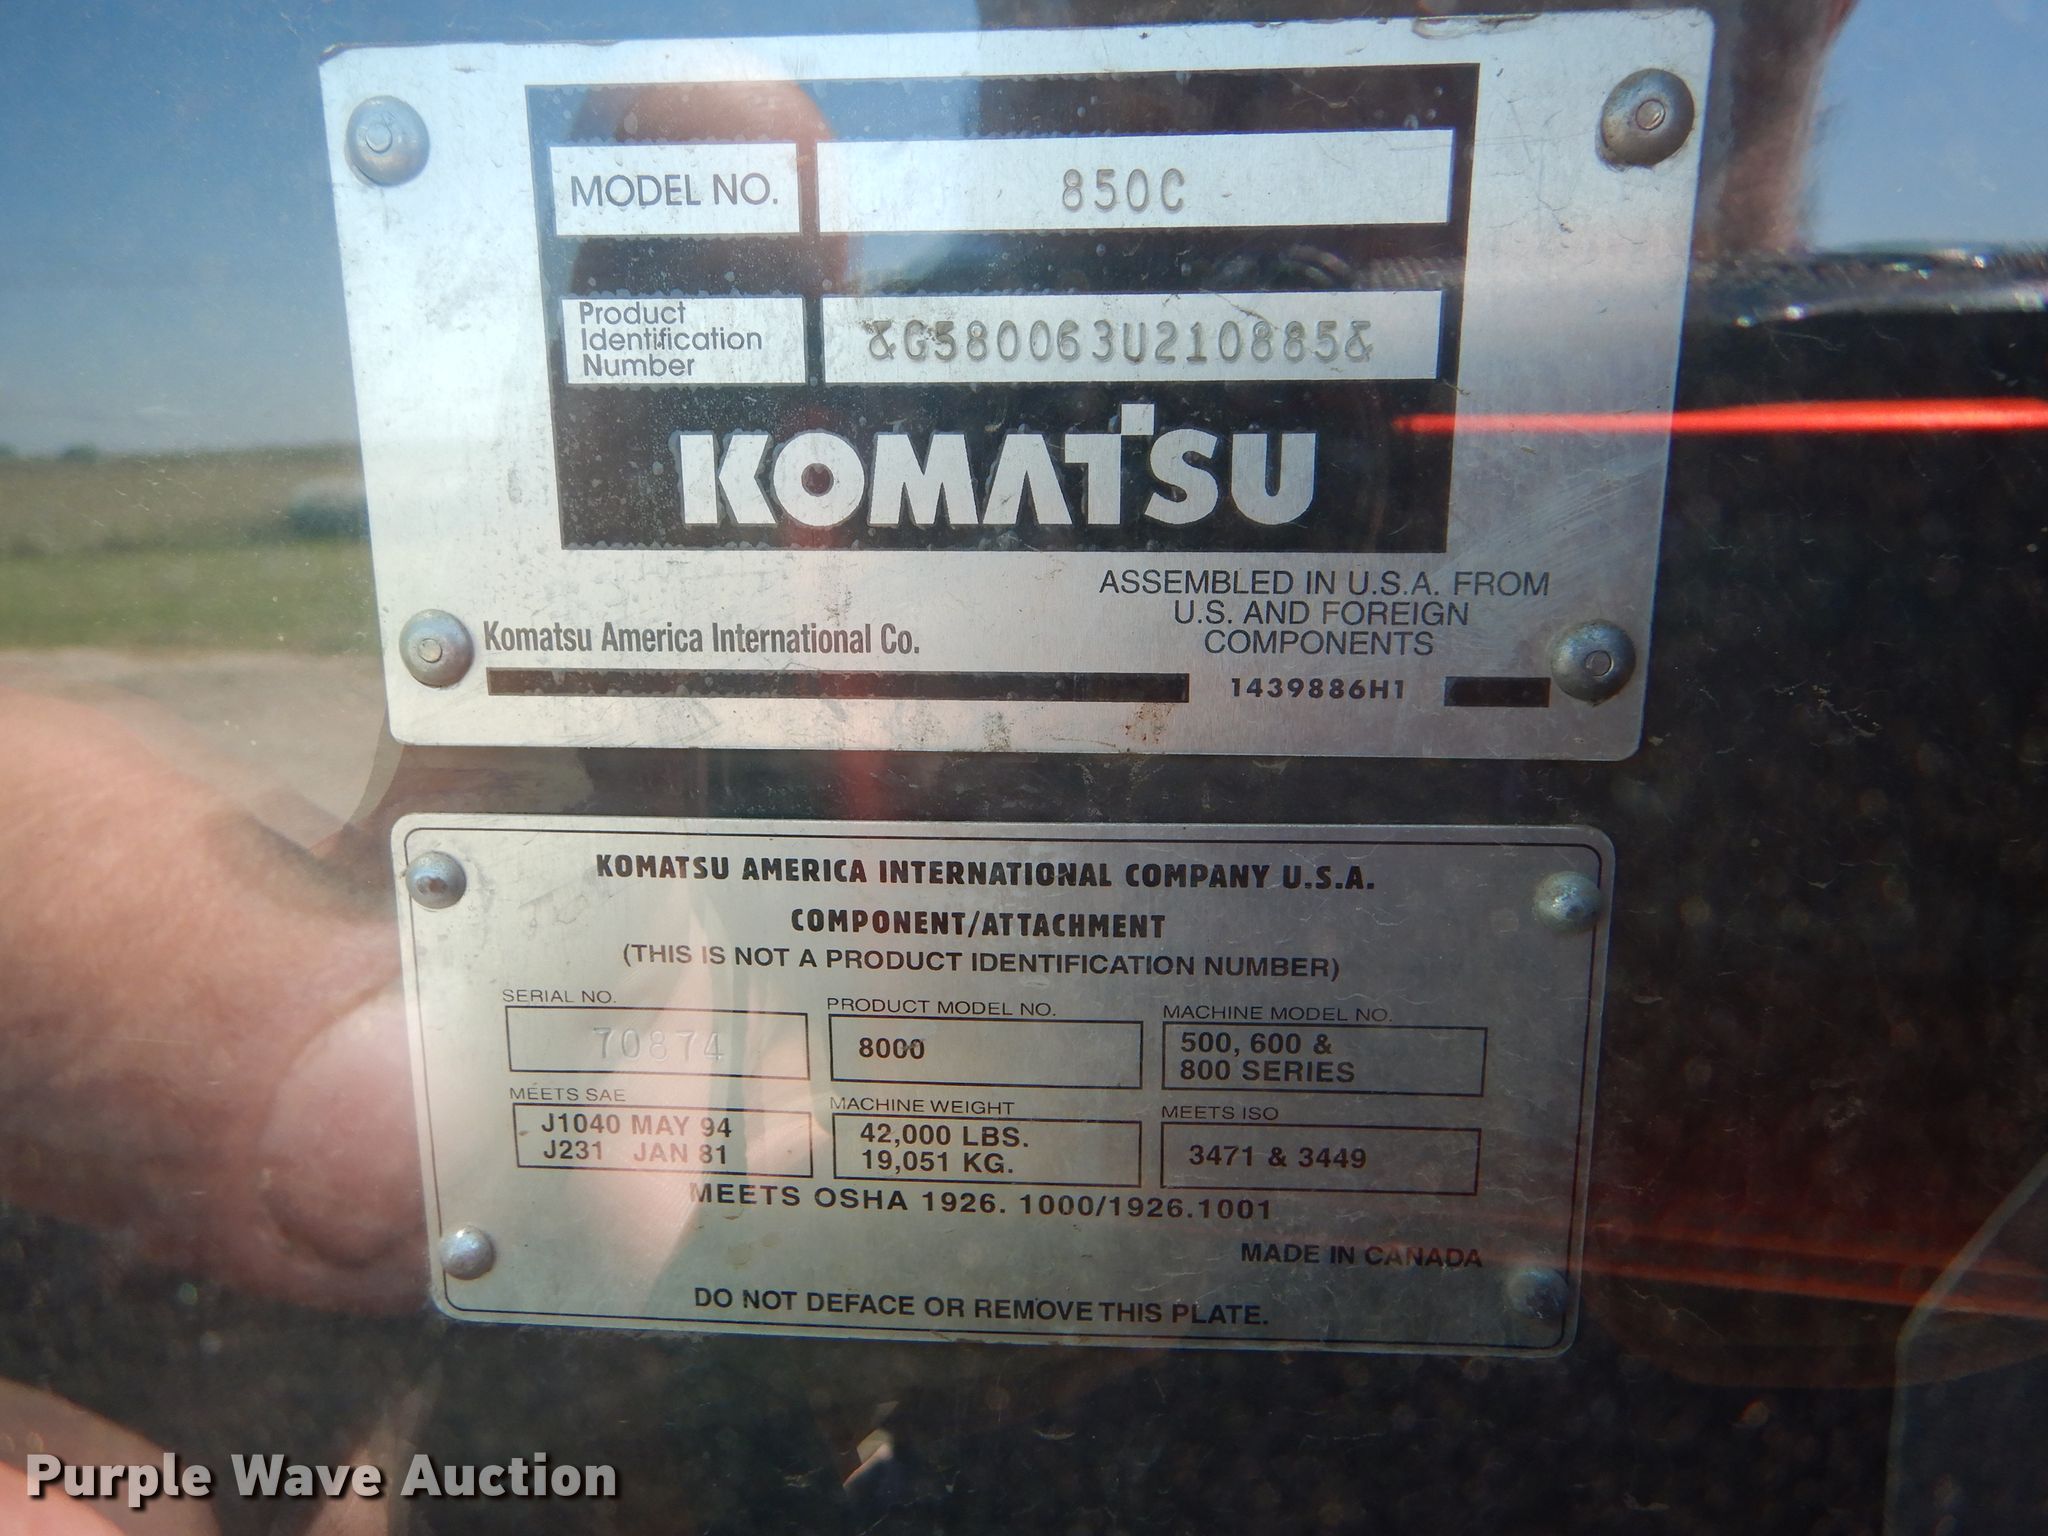 MODEL NO. 850C
Product
Identification
Number
&G580063U210885&
KOMATSU
ASSEMBLED IN U.S.A. FROM
U.S. AND FOREIGN
COMPONENTS
Komatsu America International Co.
1439886H1
KOMATSU AMERICA INTERNATIONAL COMPANY U.S.A.
COMPONENT/ATTACHMENT
(THIS IS NOT A PRODUCT IDENTIFICATION NUMBER)
SERIAL NO.
70874
PRODUCT MODEL NO.
8000
MACHINE MODEL NO.
500, 600 &
800 SERIES
MEETS SAE
J1040 MAY 94
J231 JAN 81
MACHINE WEIGHT
42,000 LBS.
19,051 KG.
MEETS ISO
3471 & 3449
MEETS OSHA 1926. 1000/1926.1001
MADE IN CANADA
DO NOT DEFACE OR REMOVE THIS PLATE.
Purple Wave Auction